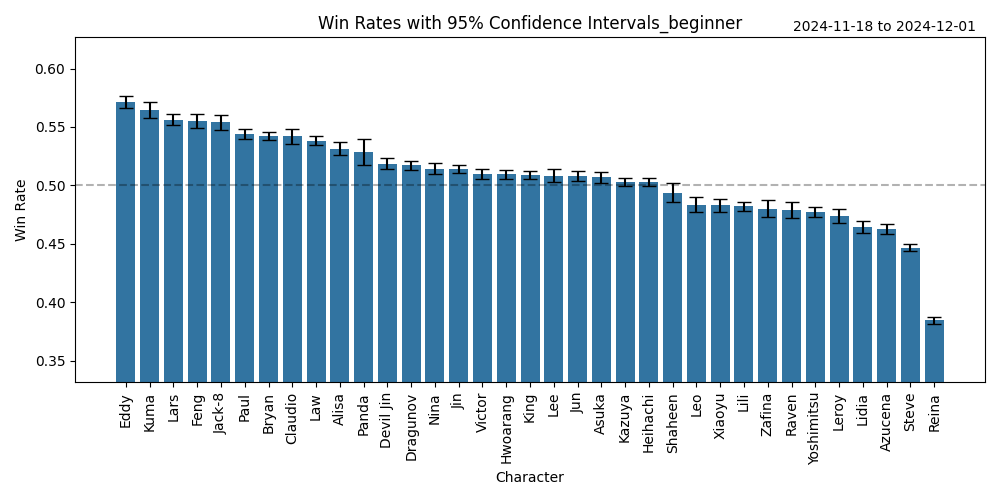 Win Rates with 95% Confidence Intervals_beginner
2024-11-18 to 2024-12-01
Win Rate
0.60
0.55
0.50
0.45
0.40
0.35
Eddy
Kuma
Lars
Feng
Jack-8
Paul
Bryan
Claudio
Law
Alisa
Panda
Devil Jin
Dragunov
Nina
Jin
Victor
Hwoarang
King
Lee
Jun
Asuka
Kazuya
Heihachi
Shaheen
Leo
Xiaoyu
Lili
Zafina
Raven
Yoshimitsu
Leroy
Lidia
Azucena
Steve
Reina
Character